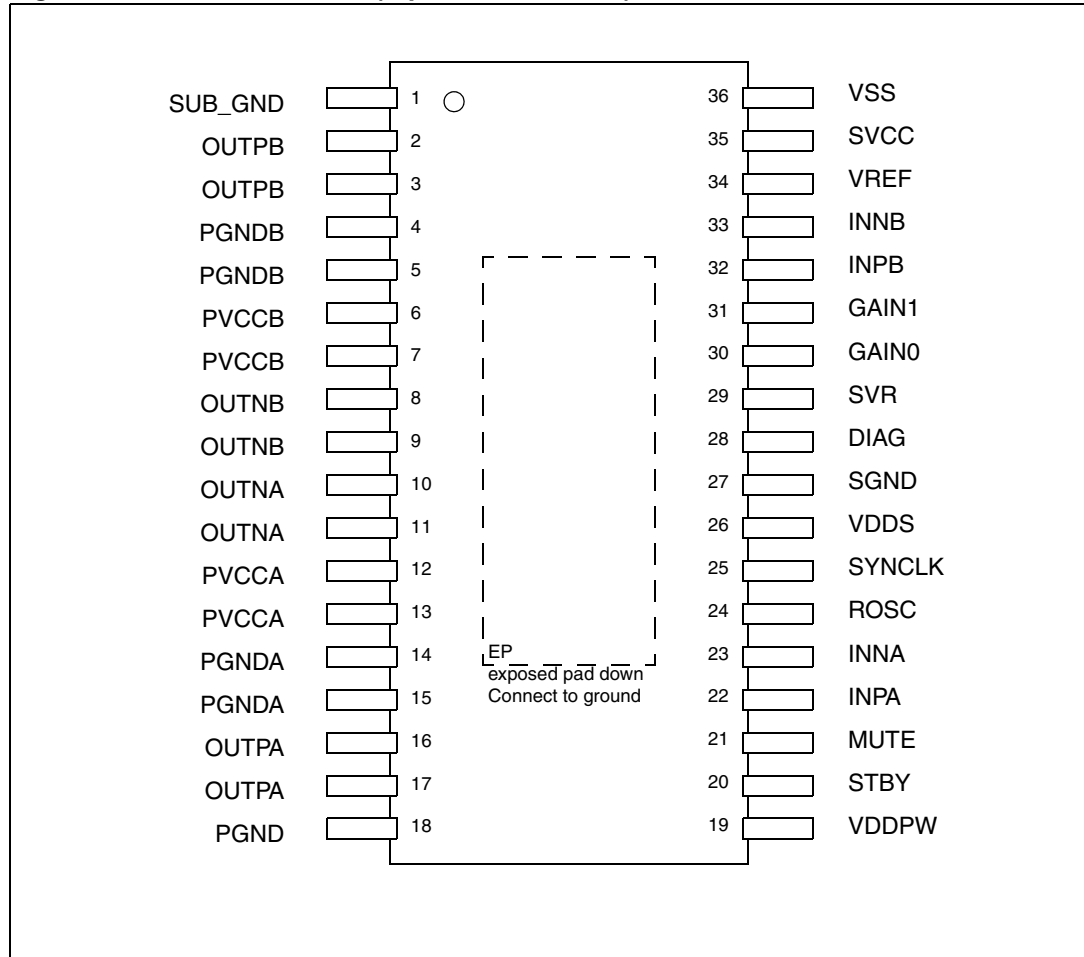 SUB_GND 1 36 VSS
OUTPB 2 35 SVCC
OUTPB 3 34 VREF
PGNDB 4 33 INNB
PGNDB 5 32 INPB
PVCCB 6 31 GAIN1
PVCCB 7 30 GAIN0
OUTNB 8 29 SVR
OUTNB 9 28 DIAG
OUTNA 10 27 SGND
OUTNA 11 26 VDDS
PVCCA 12 25 SYNCLK
PVCCA 13 24 ROSC
PGNDA 14 23 INNA
PGNDA 15 22 INPA
OUTPA 16 21 MUTE
OUTPA 17 20 STBY
PGND 18 19 VDDPW
EP
exposed pad down
Connect to ground